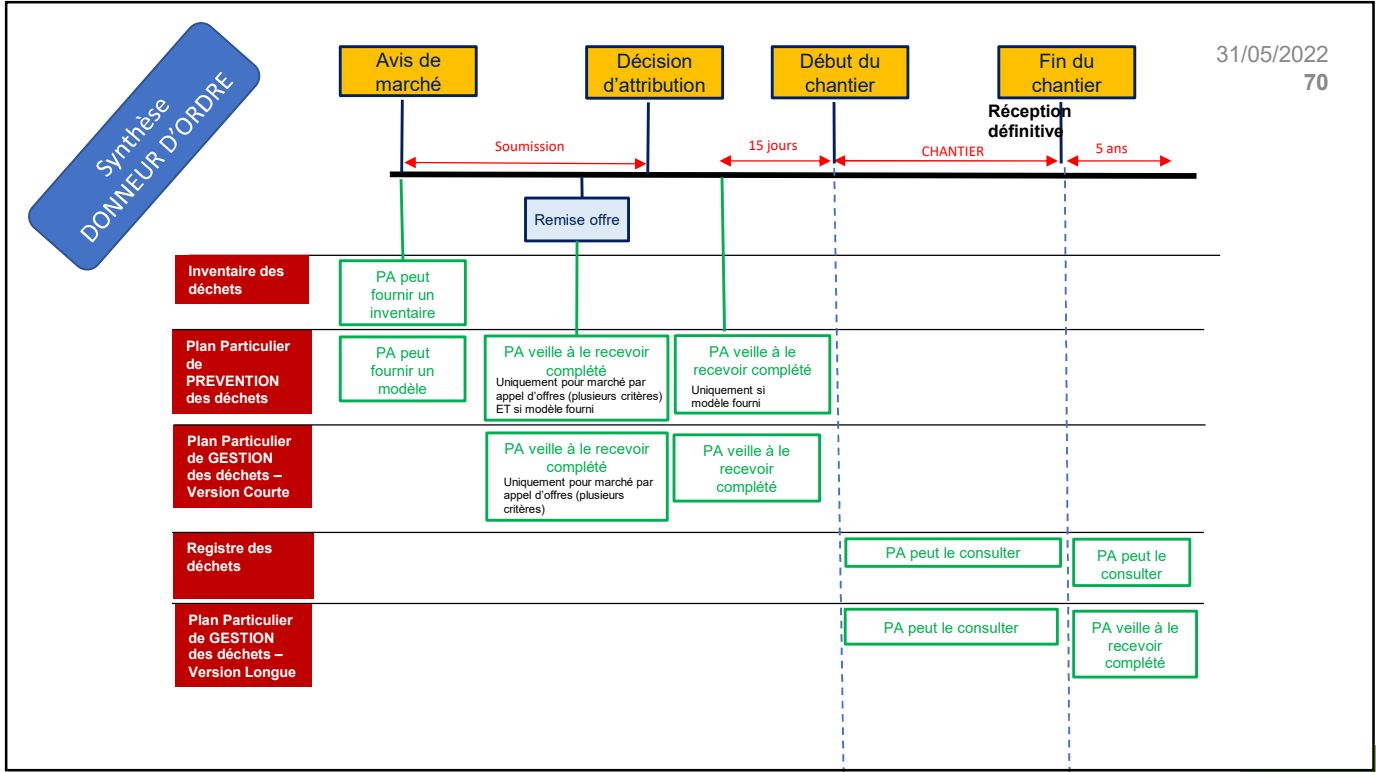 Synthèse
DONNEUR D'ORDRE
Avis de
marché
Décision
d'attribution
Début du
chantier
Fin du
chantier
31/05/2022
70
Réception
définitive
Soumission
15 jours
CHANTIER
5 ans
Remise offre
Inventaire des
déchets
PA peut
fournir un
inventaire
Plan Particulier
de
PREVENTION
des déchets
PA peut
fournir un
modèle
PA veille à le recevoir
complété
Uniquement pour marché par
appel d'offres (plusieurs critères)
ET si modèle fourni
PA veille à le
recevoir complété
Uniquement si
modèle fourni
Plan Particulier
de GESTION
des déchets –
Version Courte
PA veille à le recevoir
complété
Uniquement pour marché par
appel d'offres (plusieurs
critères)
PA veille à le
recevoir
complété
Registre des
déchets
PA peut le consulter
PA peut le
consulter
Plan Particulier
de GESTION
des déchets –
Version Longue
PA peut le consulter
PA veille à le
recevoir
complété